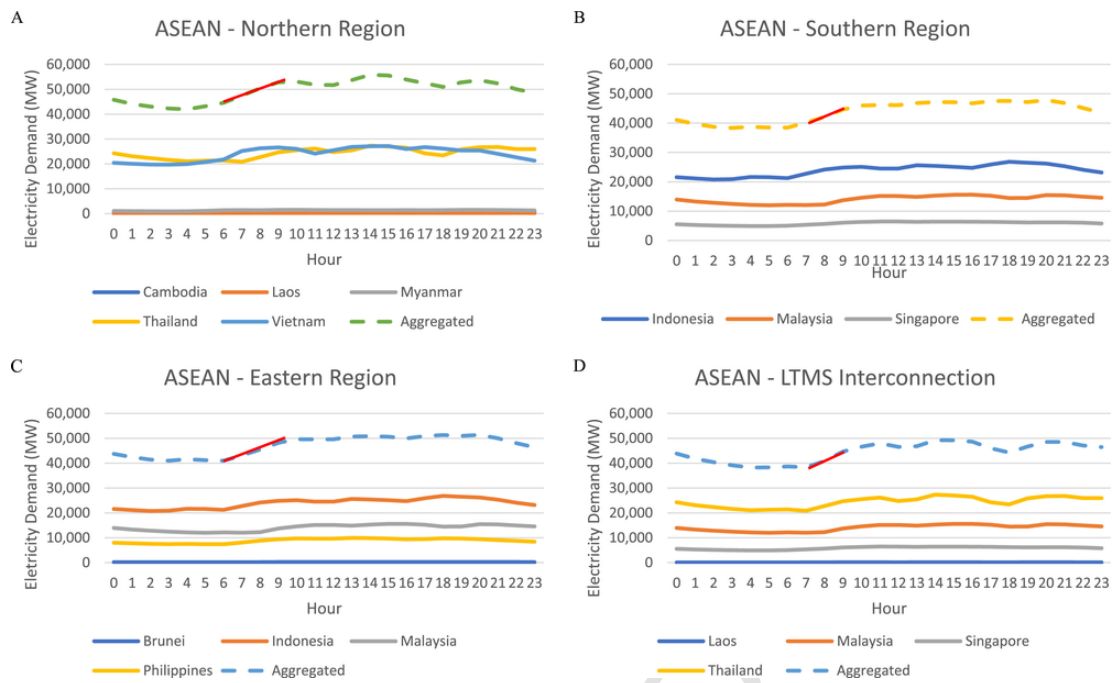 A
ASEAN - Northern Region
Electricity Demand (MW)
60,000
50,000
40,000
30,000
20,000
10,000
0
0 1 2 3 4 5 6 7 8 9 10 11 12 13 14 15 16 17 18 19 20 21 22 23
Hour
Cambodia Laos Myanmar
Thailand Vietnam Aggregated
B
ASEAN - Southern Region
Electricity Demand (MW)
60,000
50,000
40,000
30,000
20,000
10,000
0
0 1 2 3 4 5 6 7 8 9 10 11 12 13 14 15 16 17 18 19 20 21 22 23
Hour
Indonesia Malaysia Singapore Aggregated
C
ASEAN - Eastern Region
Eletricity Demand (MW)
60,000
50,000
40,000
30,000
20,000
10,000
0
0 1 2 3 4 5 6 7 8 9 10 11 12 13 14 15 16 17 18 19 20 21 22 23
Hour
Brunei Indonesia Malaysia
Philippines Aggregated
D
ASEAN - LTMS Interconnection
Electricity Demand (MW)
60,000
50,000
40,000
30,000
20,000
10,000
0
0 1 2 3 4 5 6 7 8 9 10 11 12 13 14 15 16 17 18 19 20 21 22 23
Hour
Laos Malaysia Singapore
Thailand Aggregated